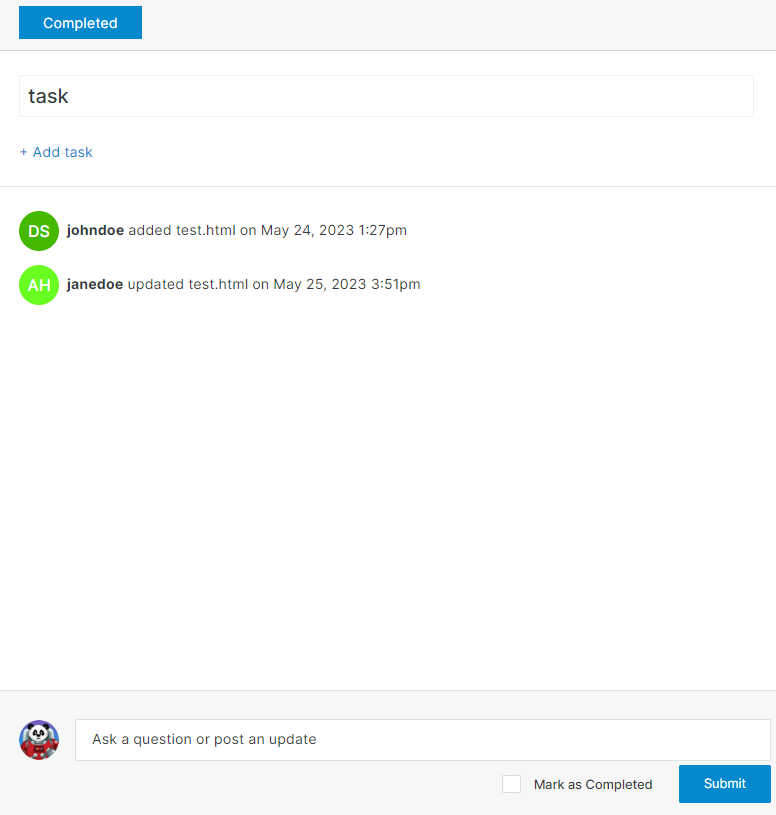 Completed
task
+ Add task
DS johndoe added test.html on May 24, 2023 1:27pm
AH janedoe updated test.html on May 25, 2023 3:51pm
Ask a question or post an update
Mark as Completed Submit